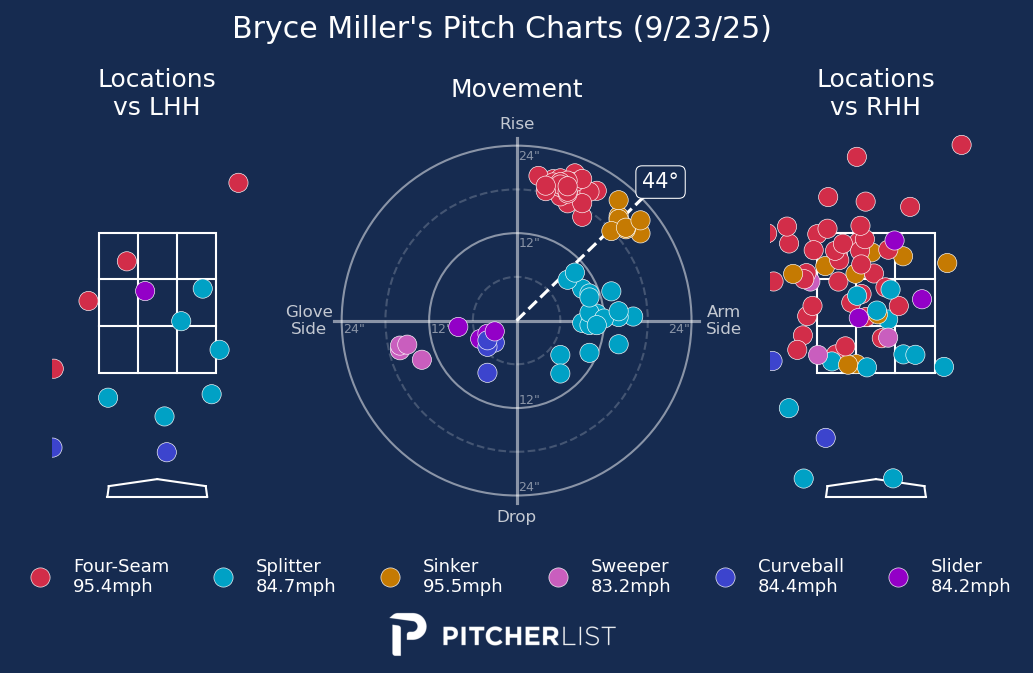 Bryce Miller's Pitch Charts (9/23/25)
Locations
vs LHH
Movement
Locations
vs RHH
Rise
24"
44°
12"
Glove
Side
24"
12"
24"
Arm
Side
12"
24"
Drop
Four-Seam
95.4mph
Splitter
84.7mph
Sinker
95.5mph
Sweeper
83.2mph
Curveball
84.4mph
Slider
84.2mph
PITCHERLIST